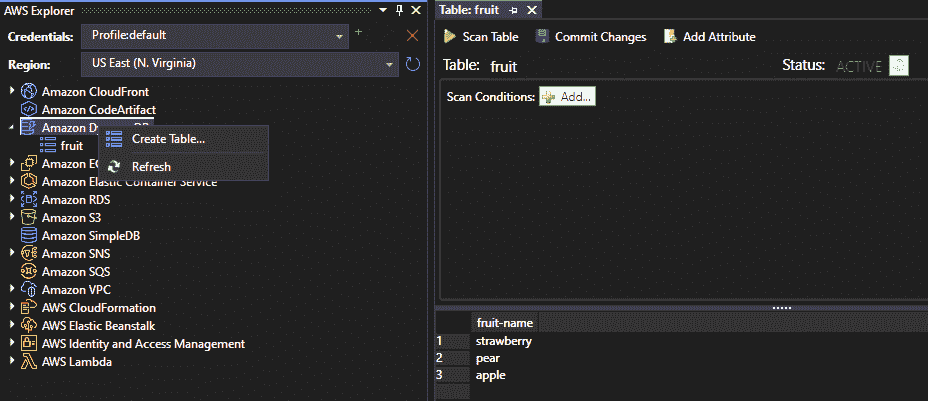 AWS Explorer
Credentials: Profile:default
Region: US East (N. Virginia)
Amazon CloudFront
Amazon CodeArtifact
Amazon D
fruit
Create Table...
Refresh
Amazon EC
Amazon Elastic Container Service
Amazon RDS
Amazon S3
Amazon SimpleDB
Amazon SNS
Amazon SQS
Amazon VPC
AWS CloudFormation
AWS Elastic Beanstalk
AWS Identity and Access Management
AWS Lambda
Table: fruit
Scan Table Commit Changes Add Attribute
Table: fruit Status: ACTIVE
Scan Conditions: Add...
fruit-name
1 strawberry
2 pear
3 apple